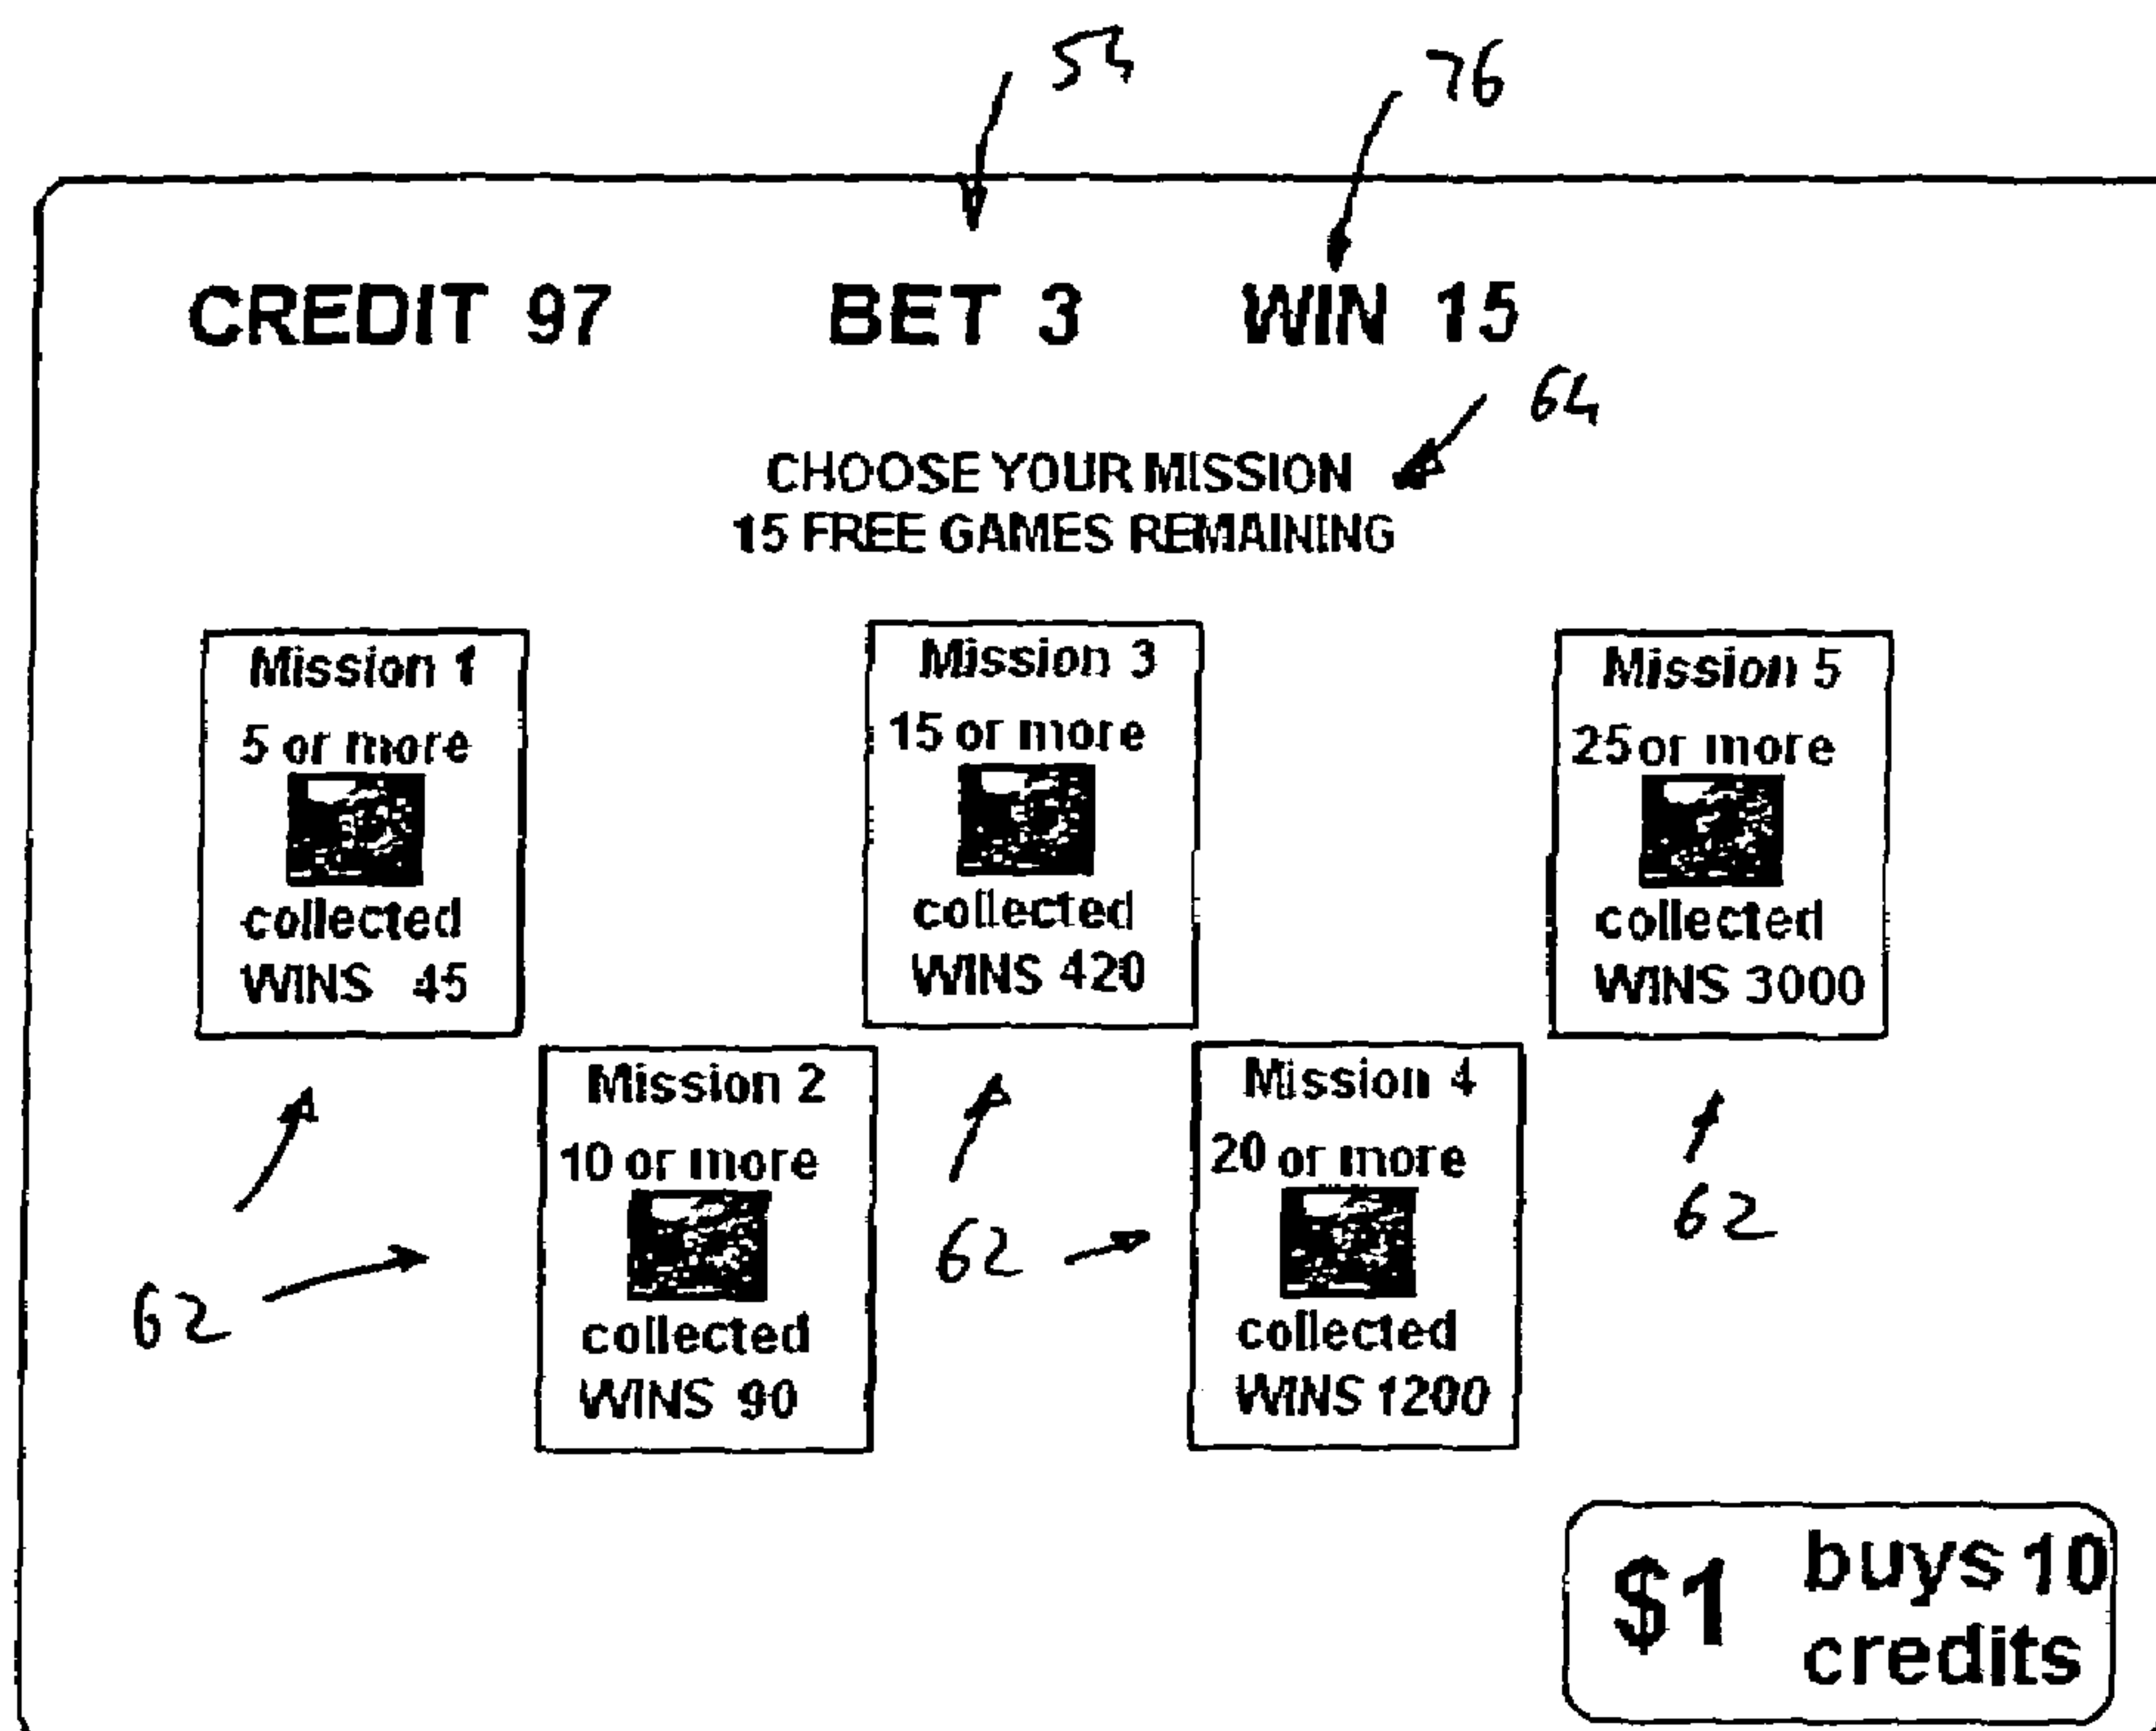 54 76
CREDIT 97 BET 3 WIN 15
64
CHOOSE YOUR MISSION
15 FREE GAMES REMAINING
Mission 1
5 or more
collected
WINS 45
Mission 3
15 or more
collected
WINS 420
Mission 5
25 or more
collected
WINS 3000
Mission 2
10 or more
collected
WINS 90
Mission 4
20 or more
collected
WINS 1200
62
62
62
$1 buys 10
credits